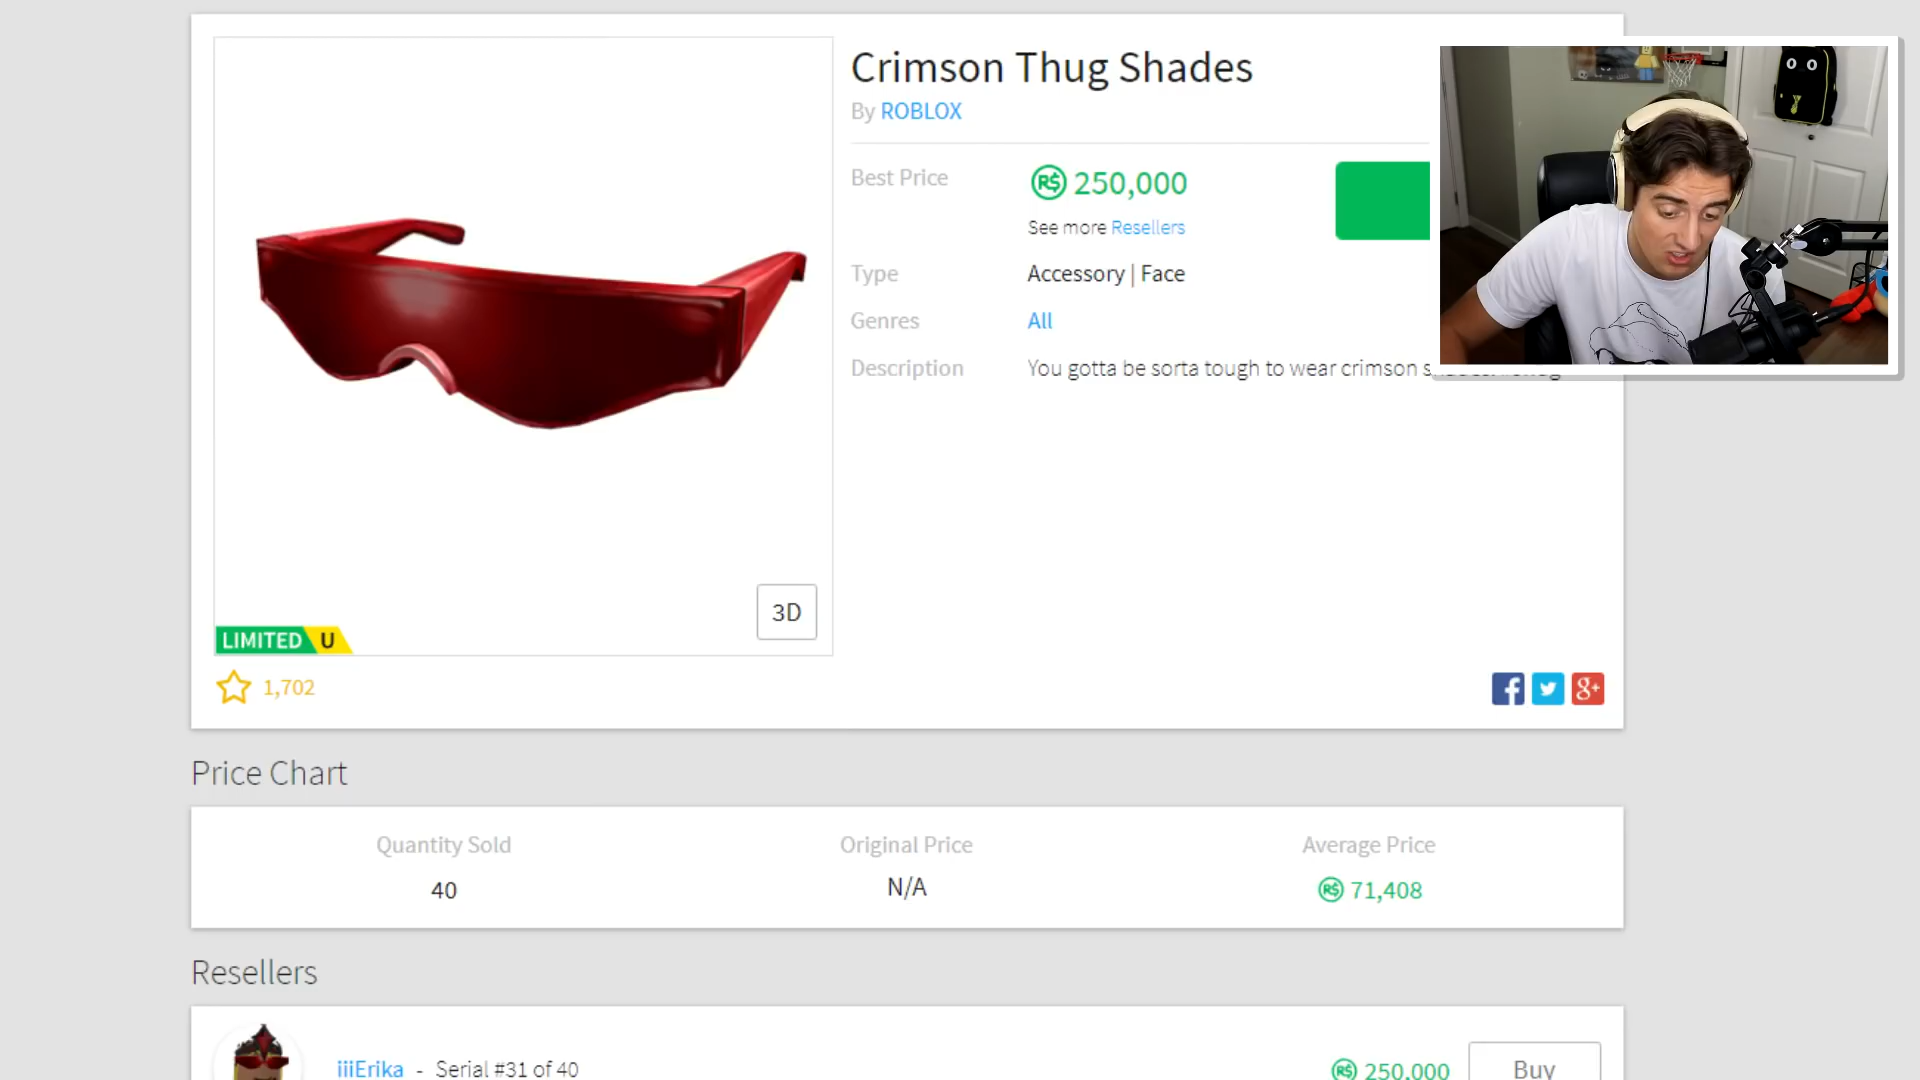 Crimson Thug Shades
By ROBLOX
Best Price
R$ 250,000
See more Resellers
Type
Accessory | Face
Genres
All
Description
You gotta be sorta tough to wear crimson
3D
LIMITED U
1,702
f
g+
Price Chart
Quantity Sold
40
Original Price
N/A
Average Price
R$ 71,408
Resellers
iiiErika - Serial #31 of 40
R$ 250,000
Buy